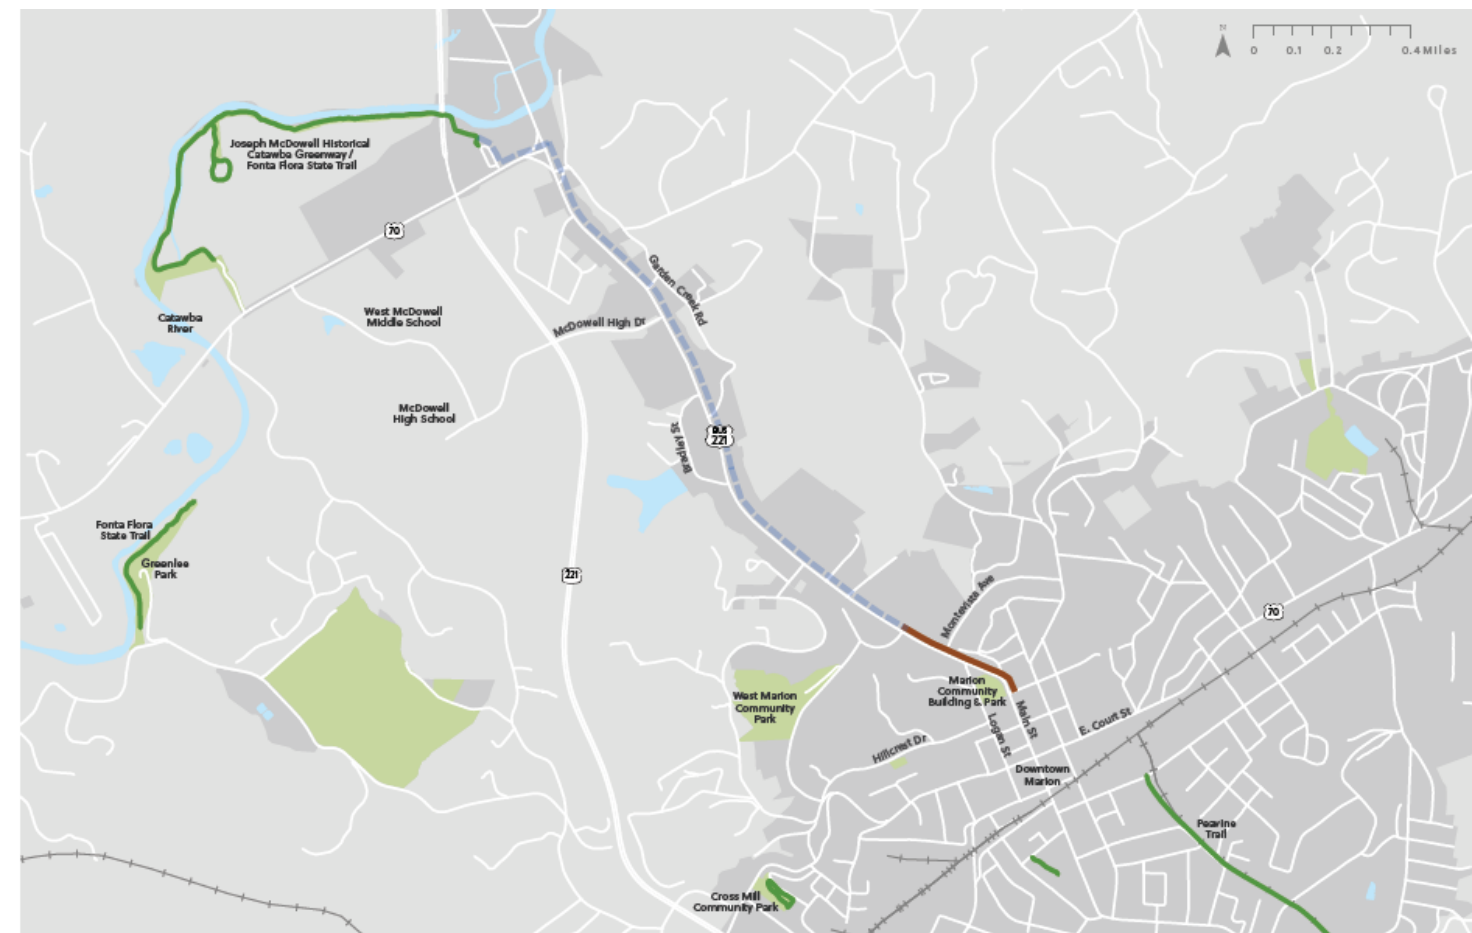 N
0 0.1 0.2 0.4 Miles
Joseph McDowell Historical
Catawba Greenway /
Fonta Flora State Trail
70
Garden Creek Rd
Catawba
River
West McDowell
Middle School
McDowell High Dr
McDowell
High School
Bradley St
BUS
221
Fonta Flora
State Trail
Greenlee
Park
221
Montevista Ave
70
West Marion
Community
Park
Marion
Community
Building & Park
Logan St
Main St
E. Court St
Hillcrest Dr
Downtown
Marion
Peavine
Trail
Cross Mill
Community Park